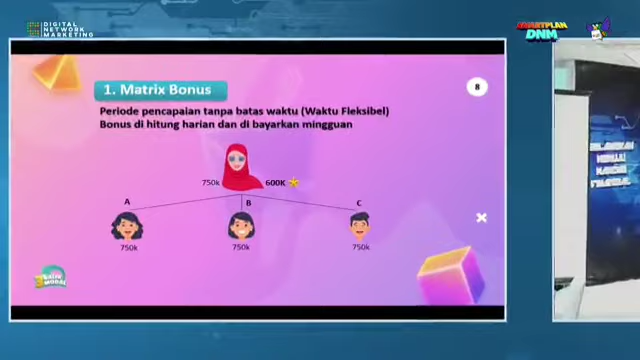 DIGITAL
NETWORK
MARKETING
SMARTPLAN
DNM
1. Matrix Bonus
8
Periode pencapaian tanpa batas waktu (Waktu Fleksibel)
Bonus di hitung harian dan di bayarkan mingguan
750k
600K
A
B
C
750k
750k
750k